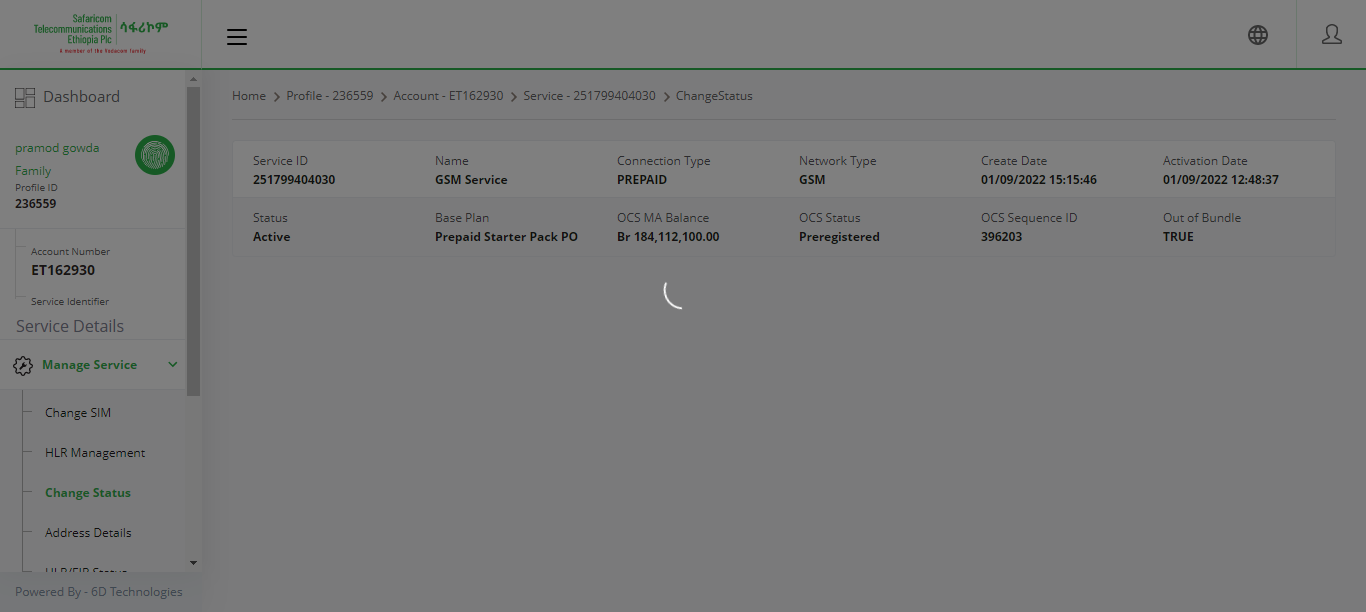 Safaricom
Telecommunications
Ethiopia Plc
ሳፋሪኮም
A member of the Vodacom family
Dashboard
Home > Profile - 236559 > Account - ET162930 > Service - 251799404030 > ChangeStatus
pramod gowda
Family
Profile ID
236559
Account Number
ET162930
Service Identifier
Service Details
Manage Service
Change SIM
HLR Management
Change Status
Address Details
HLR/EIR Status
Powered By - 6D Technologies
Service ID Name Connection Type Network Type Create Date Activation Date
251799404030 GSM Service PREPAID GSM 01/09/2022 15:15:46 01/09/2022 12:48:37
Status Base Plan OCS MA Balance OCS Status OCS Sequence ID Out of Bundle
Active Prepaid Starter Pack PO Br 184,112,100.00 Preregistered 396203 TRUE